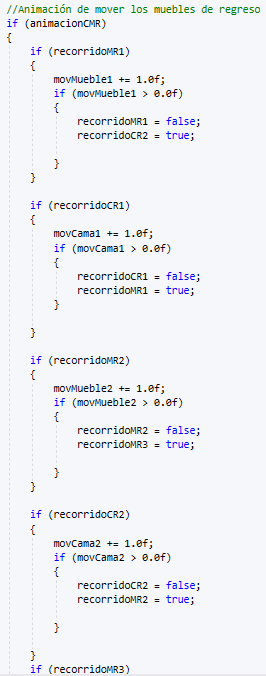 //Animación de mover los muebles de regreso
if (animacionCMR)
{
if (recorridoMR1)
{
movMueble1 += 1.0f;
if (movMueble1 > 0.0f)
{
recorridoMR1 = false;
recorridoCR2 = true;
}
}
if (recorridoCR1)
{
movCama1 += 1.0f;
if (movCama1 > 0.0f)
{
recorridoCR1 = false;
recorridoMR1 = true;
}
}
if (recorridoMR2)
{
movMueble2 += 1.0f;
if (movMueble2 > 0.0f)
{
recorridoMR2 = false;
recorridoMR3 = true;
}
}
if (recorridoCR2)
{
movCama2 += 1.0f;
if (movCama2 > 0.0f)
{
recorridoCR2 = false;
recorridoMR2 = true;
}
}
if (recorridoMR3)